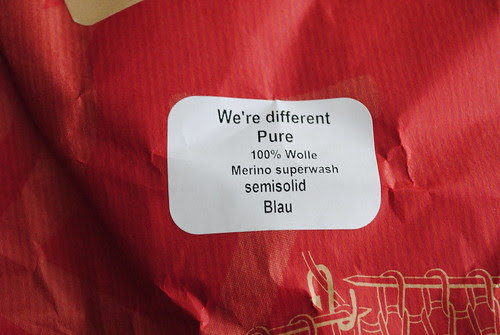 We're different
Pure
100% Wolle
Merino superwash
semisolid
Blau